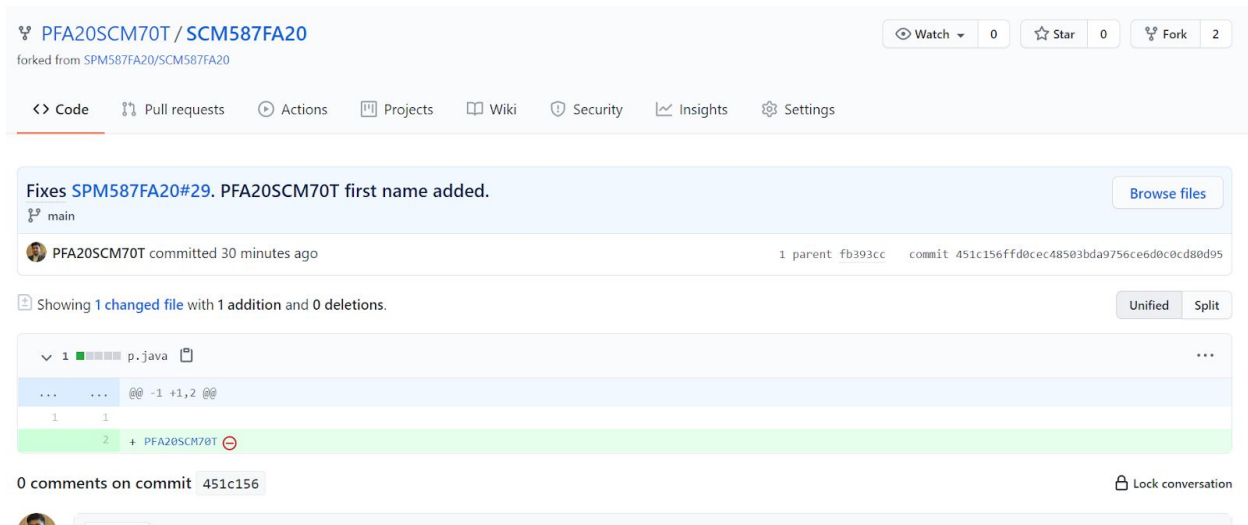 PFA20SCM70T / SCM587FA20
Watch 0 Star 0 Fork 2
forked from SPM587FA20/SCM587FA20
<> Code Pull requests Actions Projects Wiki Security Insights Settings
Fixes SPM587FA20#29. PFA20SCM70T first name added.
Browse files
main
PFA20SCM70T committed 30 minutes ago 1 parent fb393cc commit 451c156ffd0cec48503bda9756ce6d0c0cd80d95
Showing 1 changed file with 1 addition and 0 deletions.
Unified Split
1 p.java ...
... ... @@ -1 +1,2 @@
1 1
2 + PFA20SCM70T
0 comments on commit 451c156
Lock conversation